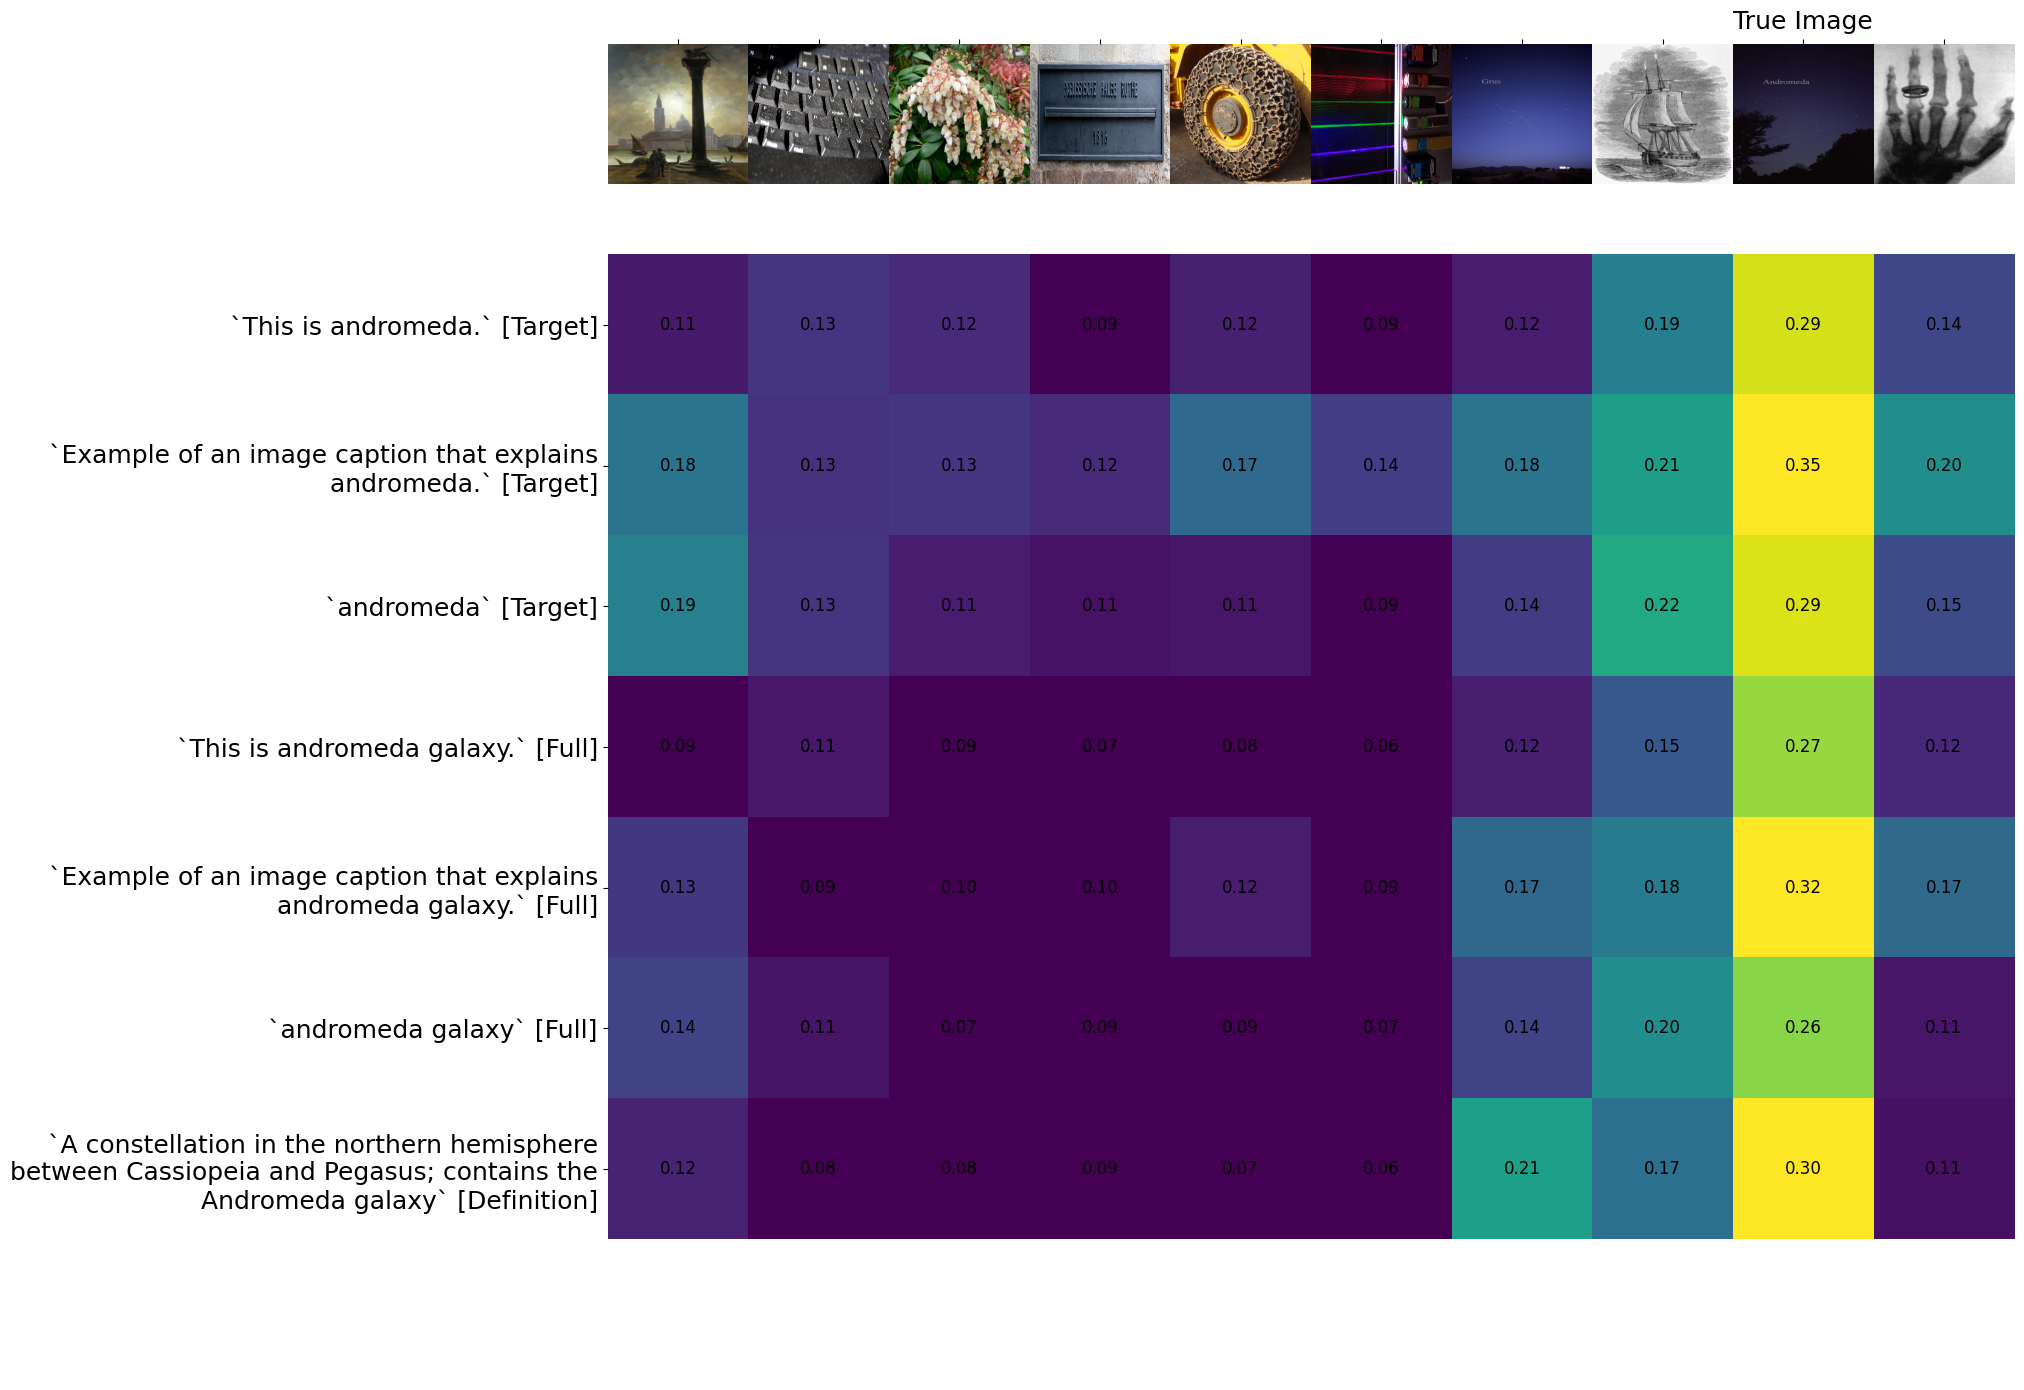 True Image
Grus
Andromeda
1815
`This is andromeda.` [Target]
0.11 0.13 0.12 0.09 0.12 0.09 0.12 0.19 0.29 0.14
`Example of an image caption that explains
andromeda.` [Target]
0.18 0.13 0.13 0.12 0.17 0.14 0.18 0.21 0.35 0.20
`andromeda` [Target]
0.19 0.13 0.11 0.11 0.11 0.09 0.14 0.22 0.29 0.15
`This is andromeda galaxy.` [Full]
0.09 0.11 0.09 0.07 0.08 0.06 0.12 0.15 0.27 0.12
`Example of an image caption that explains
andromeda galaxy.` [Full]
0.13 0.09 0.10 0.10 0.12 0.09 0.17 0.18 0.32 0.17
`andromeda galaxy` [Full]
0.14 0.11 0.07 0.09 0.09 0.07 0.14 0.20 0.26 0.11
`A constellation in the northern hemisphere
between Cassiopeia and Pegasus; contains the
Andromeda galaxy` [Definition]
0.12 0.08 0.08 0.09 0.07 0.06 0.21 0.17 0.30 0.11